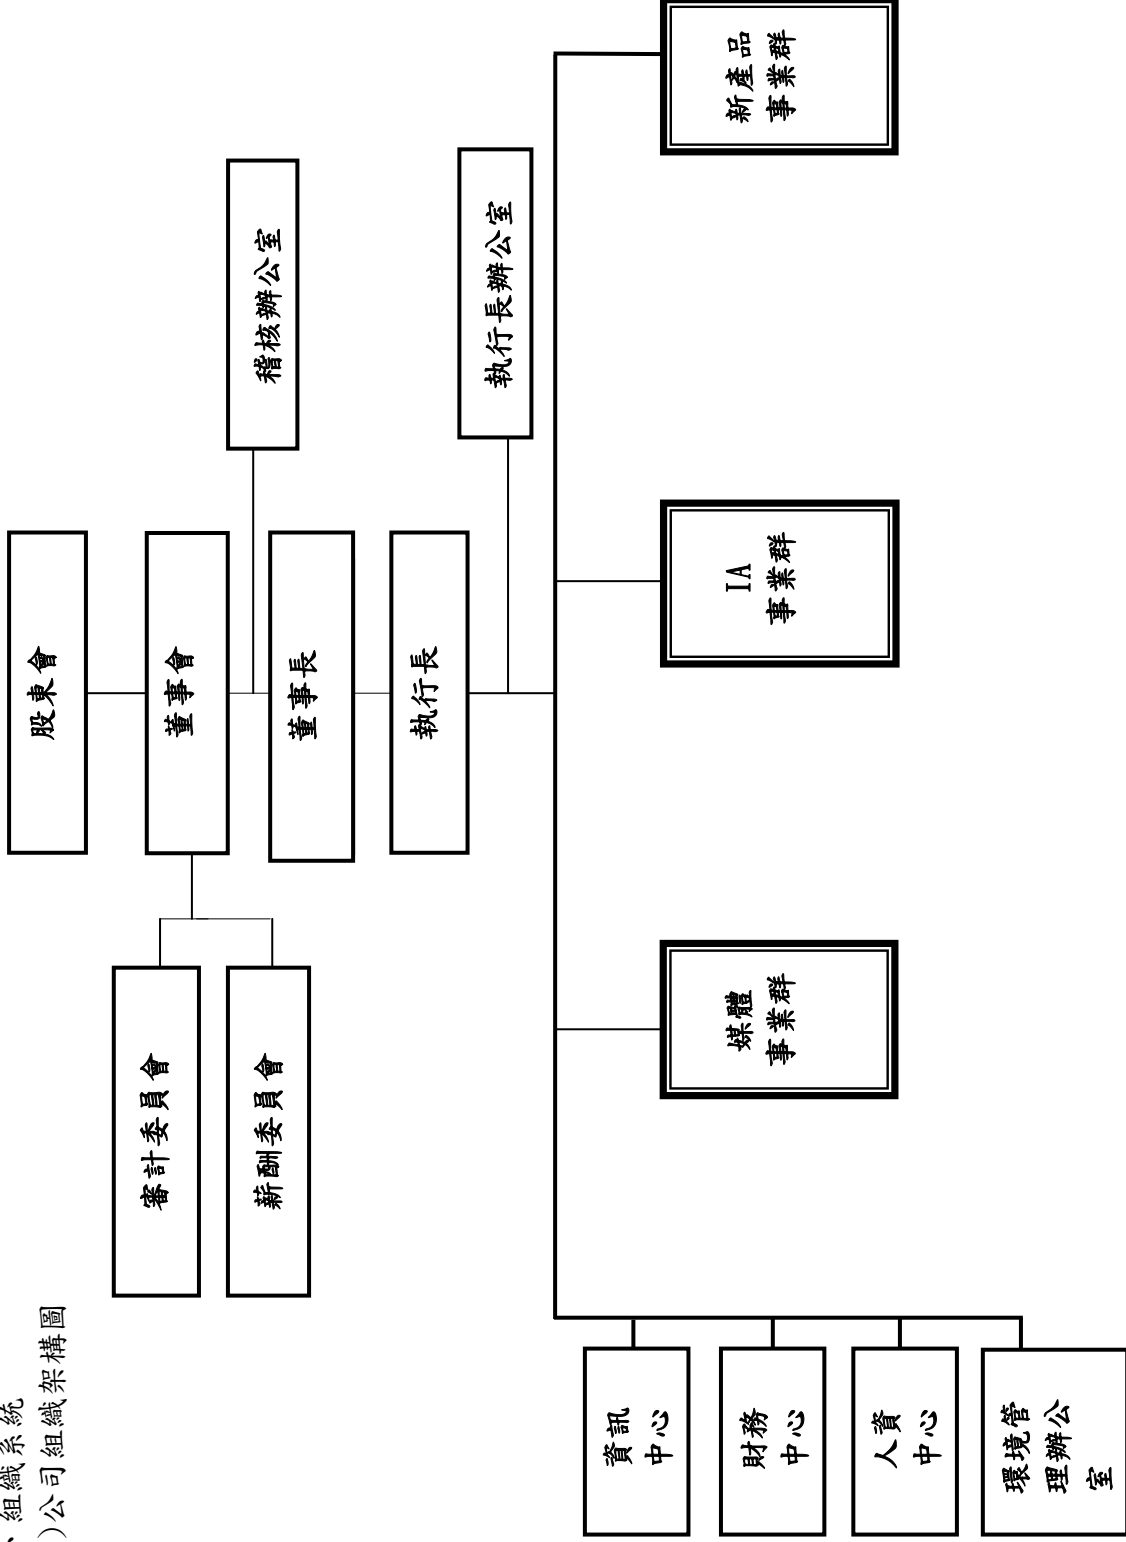 、組織系統
)公司組織架構圖
股東會
董事會
審計委員會
薪酬委員會
稽核辦公室
董事長
執行長
執行長辦公室
資訊
中心
財務
中心
人資
中心
環境管
理辦公
室
媒體
事業群
IA
事業群
新產品
事業群